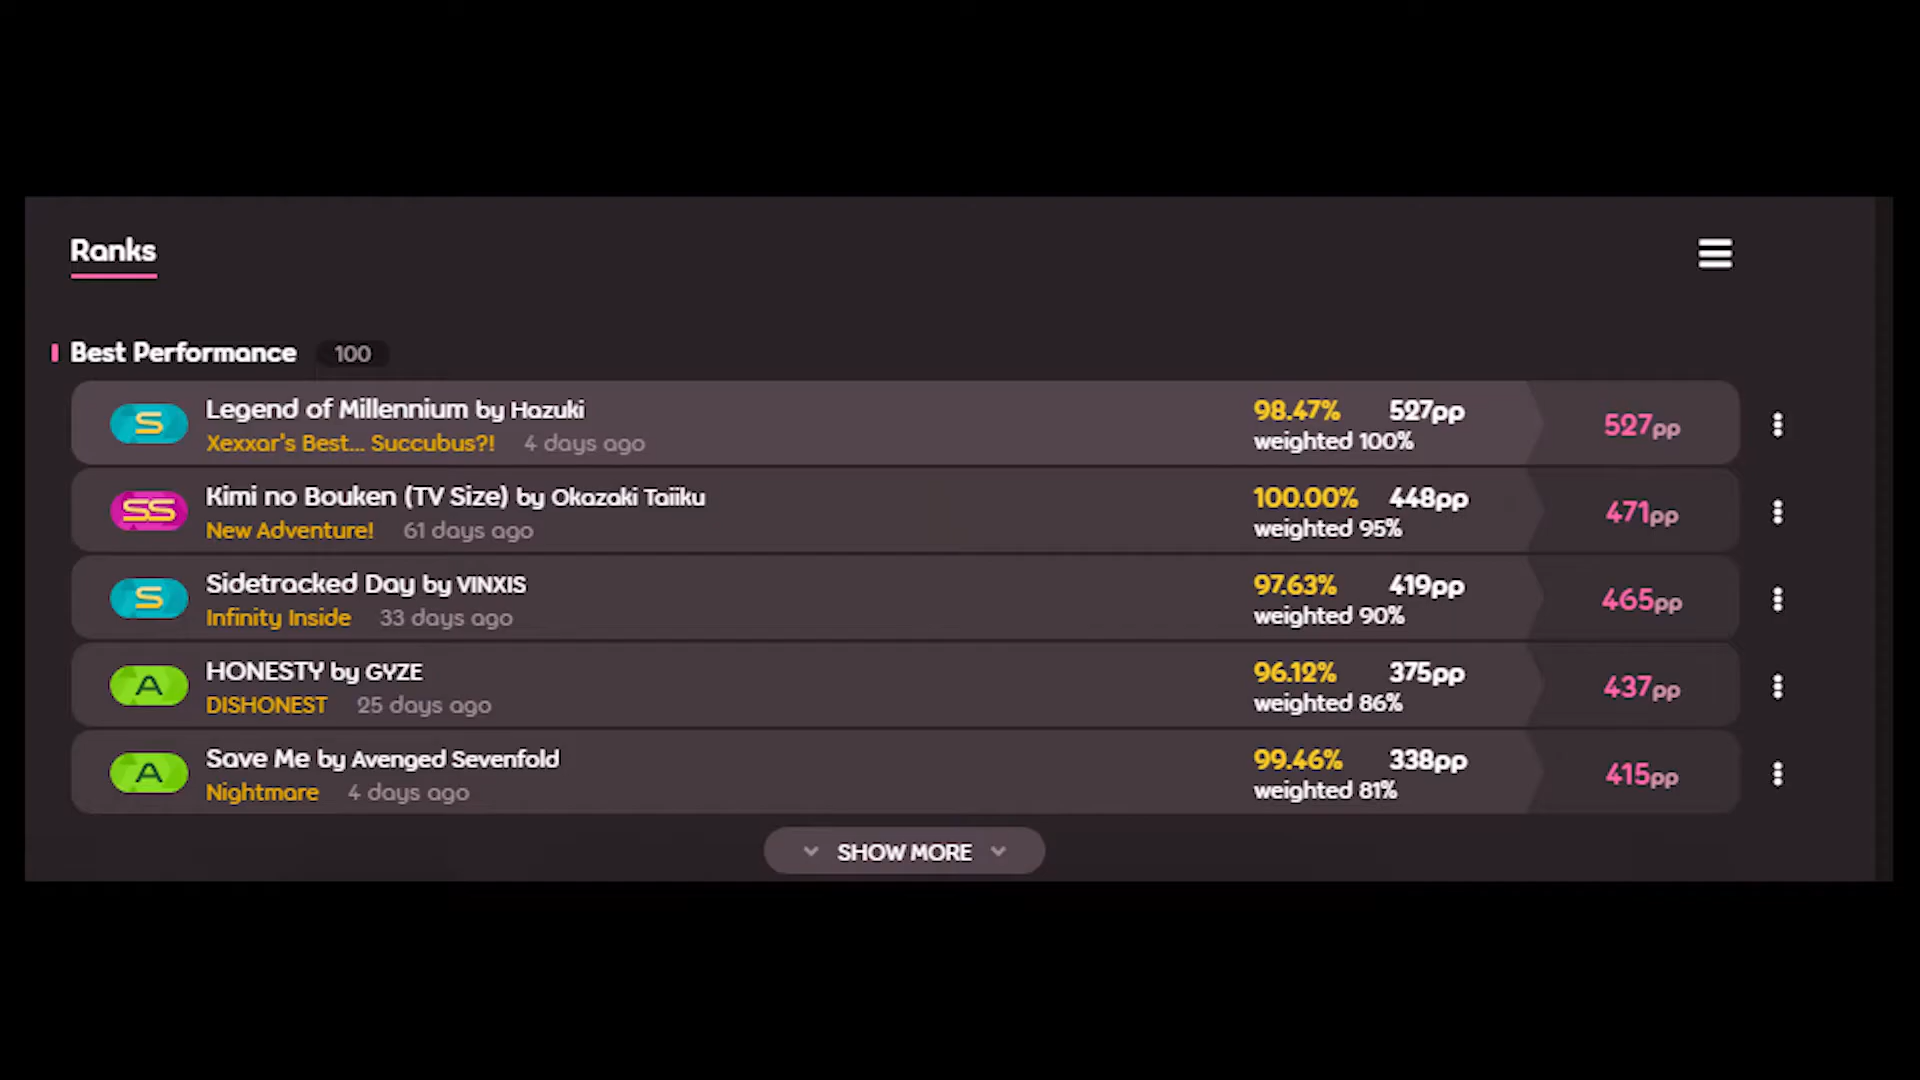 Ranks
Best Performance 100
S Legend of Millennium by Hazuki 98.47% 527pp 527pp
Xexxar's Best... Succubus?! 4 days ago weighted 100%
SS Kimi no Bouken (TV Size) by Okazaki Taiiku 100.00% 448pp 471pp
New Adventure! 61 days ago weighted 95%
S Sidetracked Day by VINXIS 97.63% 419pp 465pp
Infinity Inside 33 days ago weighted 90%
A HONESTY by GYZE 96.12% 375pp 437pp
DISHONEST 25 days ago weighted 86%
A Save Me by Avenged Sevenfold 99.46% 338pp 415pp
Nightmare 4 days ago weighted 81%
SHOW MORE